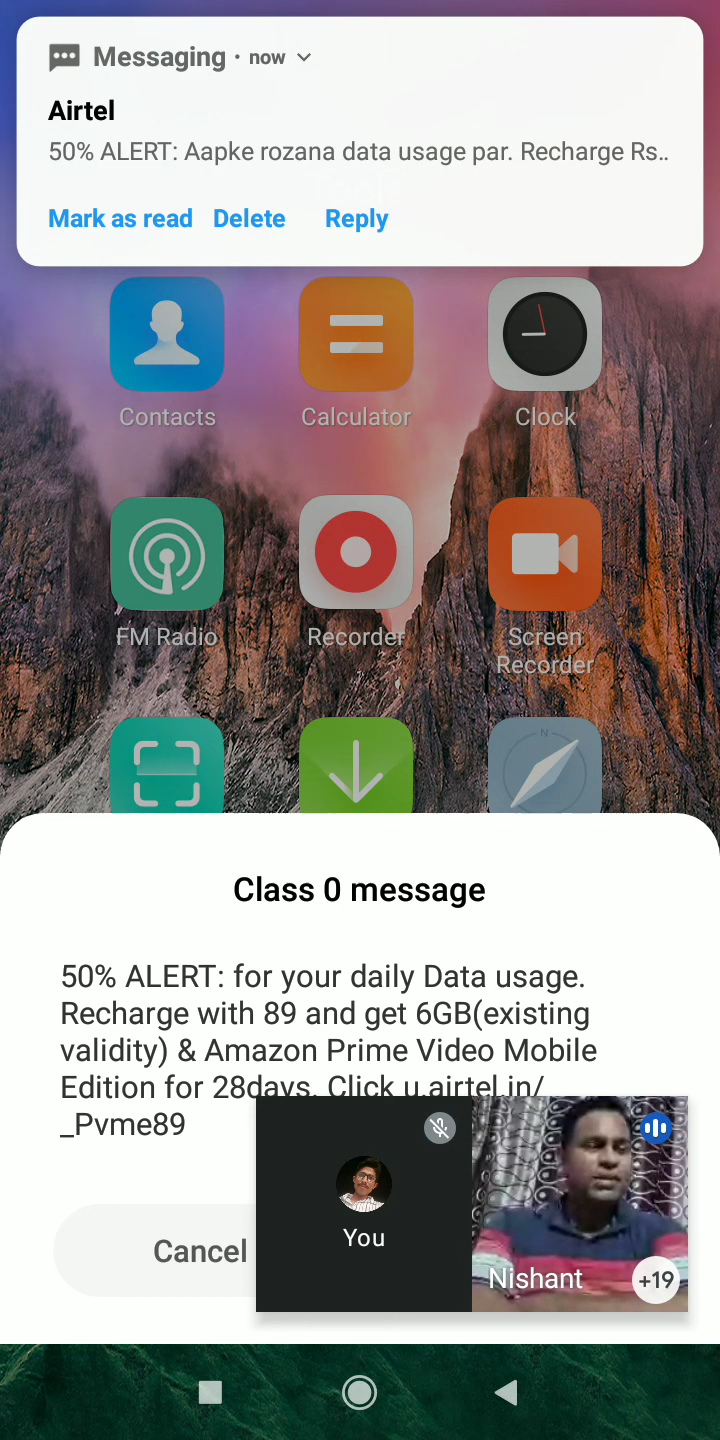 Messaging · now
Airtel
50% ALERT: Aapke rozana data usage par. Recharge Rs..
Mark as read Delete Reply
Contacts Calculator Clock
FM Radio Recorder Screen
Recorder
N
Class 0 message
50% ALERT: for your daily Data usage.
Recharge with 89 and get 6GB(existing
validity) & Amazon Prime Video Mobile
Edition for 28days. Click u.airtel.in/
_Pvme89
You
Cancel
Nishant +19